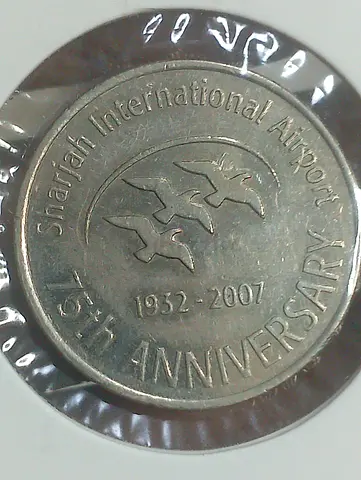 Sharjah International Airport
1932-2007
75th ANNIVERSARY